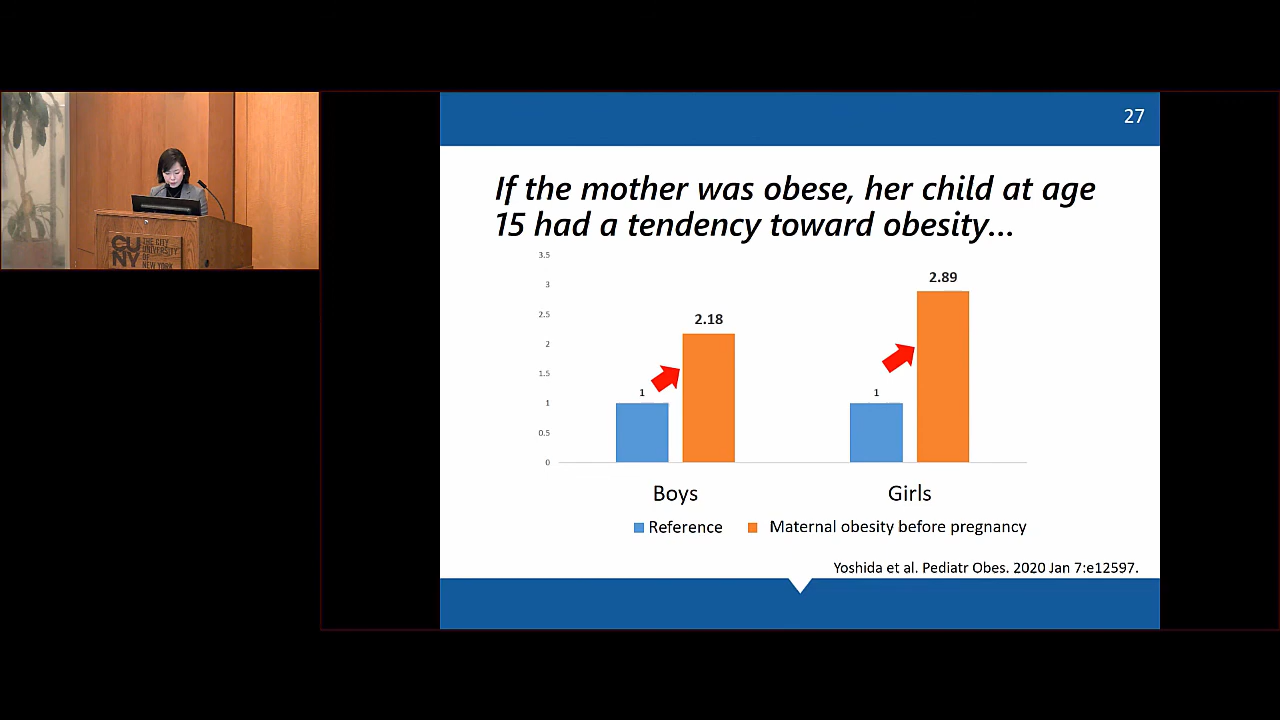 27
If the mother was obese, her child at age
15 had a tendency toward obesity...
3.5
3
2.5
2
1.5
1
0.5
0
1
2.18
1
2.89
Boys
Girls
Reference
Maternal obesity before pregnancy
Yoshida et al. Pediatr Obes. 2020 Jan 7:e12597.
CU
NY
THE CITY
UNIVERSITY
OF
NEW YORK